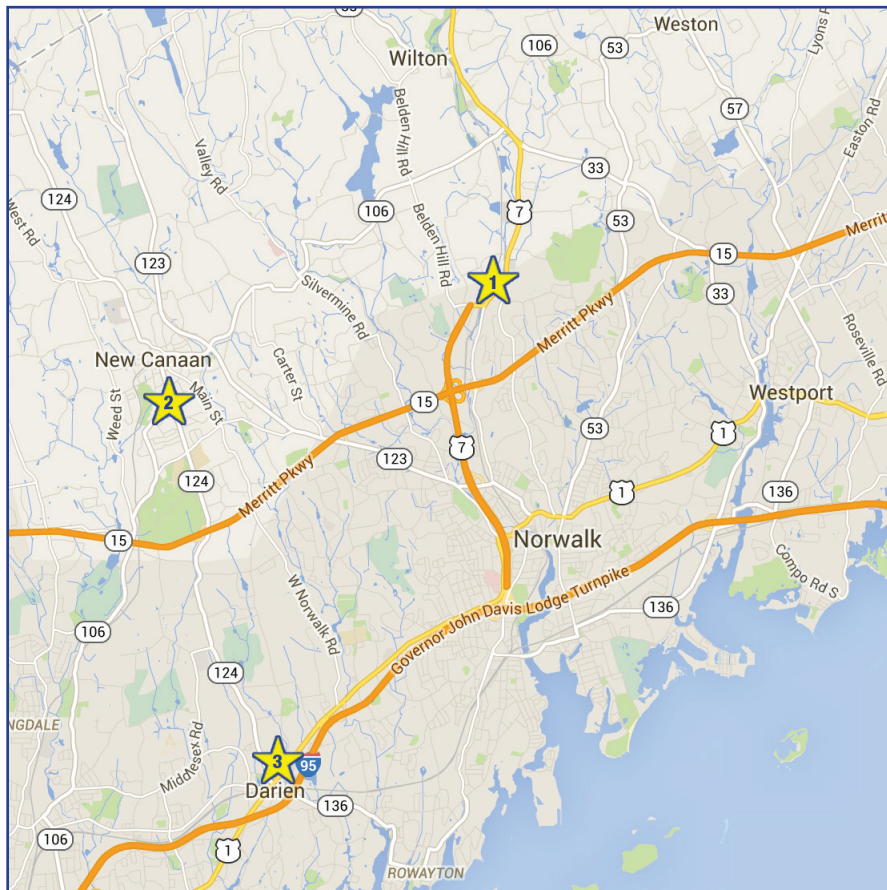 Weston
Lyons P
106
53
Wilton
53
57
Easton Rd
Belden Hill Rd
Valley Rd
33
124
106
7
53
West Rd
Belden Hill Rd
123
15
Merritt
1
33
Silvermine Rd
Merritt Pkwy
Roseville Rd
New Canaan
Carter St
Main St
Weed St
2
15
Westport
53
1
7
123
124
Merritt Pkwy
1
136
15
Norwalk
Compo Rd S
Governor John Davis Lodge Turnpike
W Norwalk Rd
136
106
124
NGDALE
Middlesex Rd
3
95
Darien
136
106
1
ROWAYTON